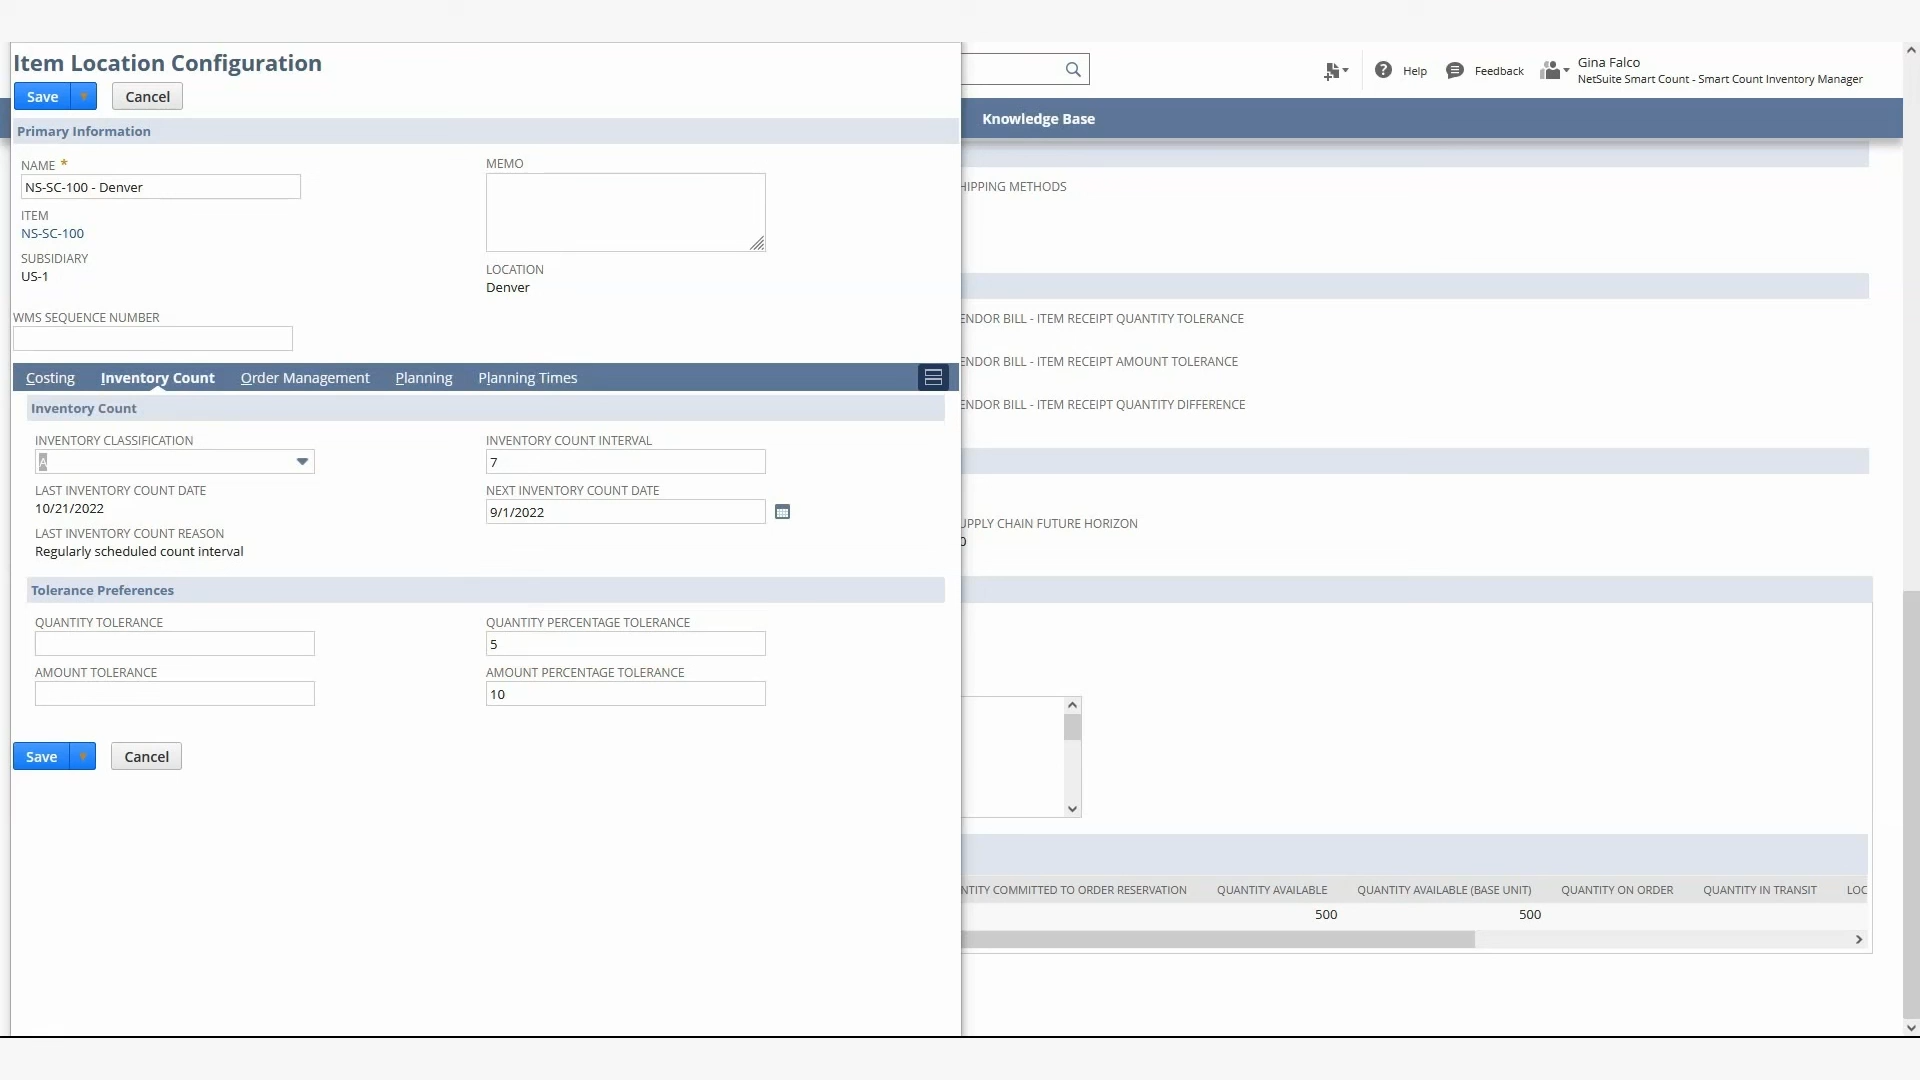 Item Location Configuration
Save
Cancel
Help
Feedback
Gina Falco
NetSuite Smart Count - Smart Count Inventory Manager
Knowledge Base
Primary Information
NAME *
NS-SC-100 - Denver
ITEM
NS-SC-100
SUBSIDIARY
US-1
MEMO
LOCATION
Denver
WMS SEQUENCE NUMBER
Costing Inventory Count Order Management Planning Planning Times
Inventory Count
INVENTORY CLASSIFICATION
A
LAST INVENTORY COUNT DATE
10/21/2022
LAST INVENTORY COUNT REASON
Regularly scheduled count interval
INVENTORY COUNT INTERVAL
7
NEXT INVENTORY COUNT DATE
9/1/2022
Tolerance Preferences
QUANTITY TOLERANCE
AMOUNT TOLERANCE
QUANTITY PERCENTAGE TOLERANCE
5
AMOUNT PERCENTAGE TOLERANCE
10
Save
Cancel
HIPPING METHODS
ENDOR BILL - ITEM RECEIPT QUANTITY TOLERANCE
ENDOR BILL - ITEM RECEIPT AMOUNT TOLERANCE
ENDOR BILL - ITEM RECEIPT QUANTITY DIFFERENCE
UPPLY CHAIN FUTURE HORIZON
0
NTITY COMMITTED TO ORDER RESERVATION QUANTITY AVAILABLE QUANTITY AVAILABLE (BASE UNIT) QUANTITY ON ORDER QUANTITY IN TRANSIT LOC
500 500